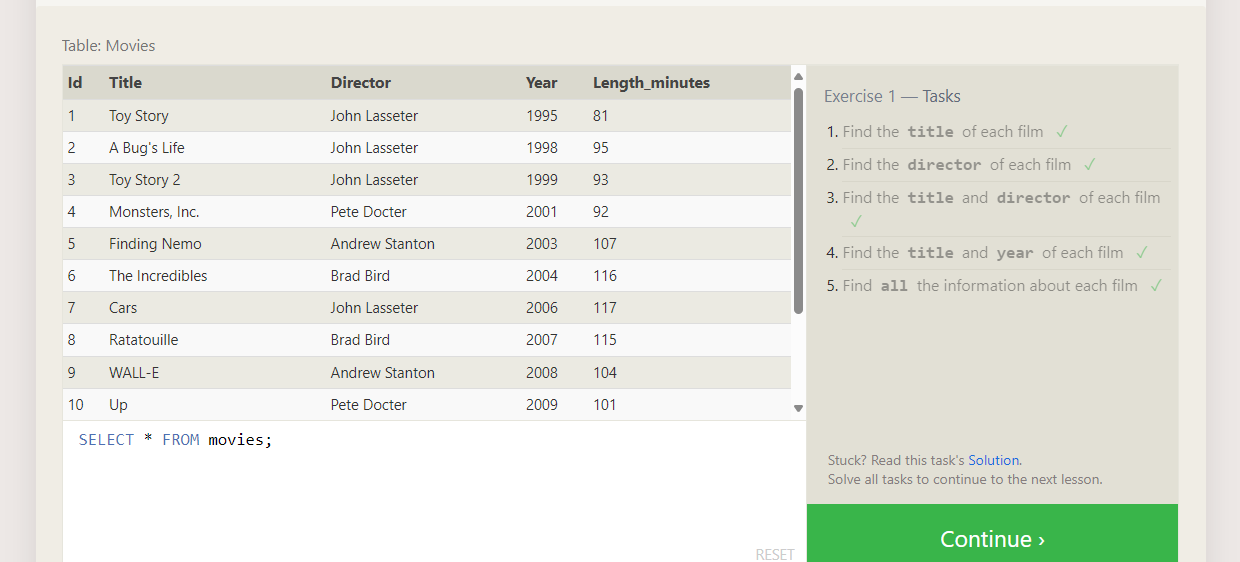 Table: Movies
Id Title Director Year Length_minutes
1 Toy Story John Lasseter 1995 81
2 A Bug's Life John Lasseter 1998 95
3 Toy Story 2 John Lasseter 1999 93
4 Monsters, Inc. Pete Docter 2001 92
5 Finding Nemo Andrew Stanton 2003 107
6 The Incredibles Brad Bird 2004 116
7 Cars John Lasseter 2006 117
8 Ratatouille Brad Bird 2007 115
9 WALL-E Andrew Stanton 2008 104
10 Up Pete Docter 2009 101
SELECT * FROM movies;
RESET
Exercise 1 — Tasks
1. Find the title of each film ✓
2. Find the director of each film ✓
3. Find the title and director of each film
✓
4. Find the title and year of each film ✓
5. Find all the information about each film ✓
Stuck? Read this task's Solution.
Solve all tasks to continue to the next lesson.
Continue ›